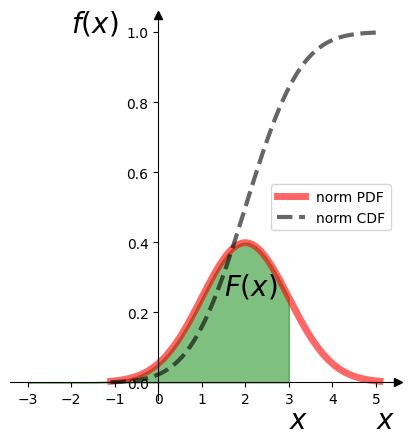 f(x)
1.0
0.8
0.6
norm PDF
norm CDF
0.4
F(x)
0.2
0.0
−3 −2 −1 0 1 2 3 4 5
x x